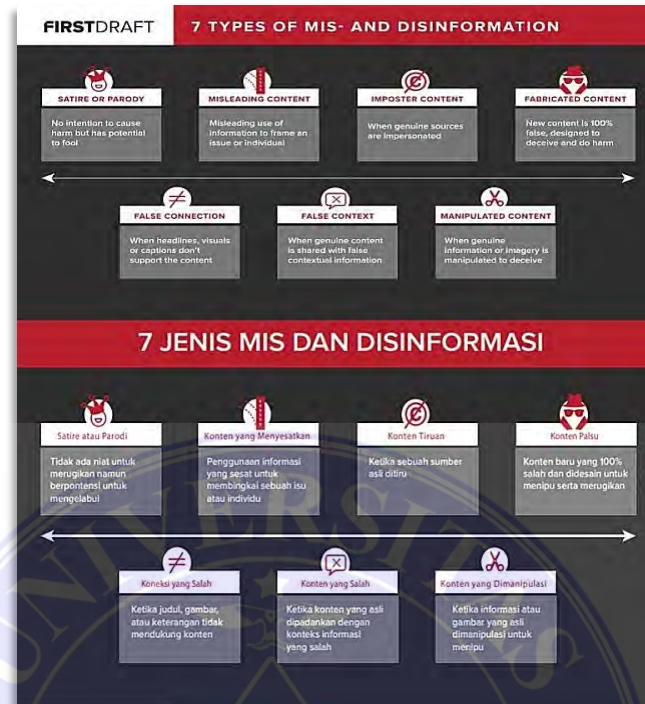 FIRSTDRAFT
7 TYPES OF MIS- AND DISINFORMATION
SATIRE OR PARODY
No intention to cause
harm but has potential
to fool
MISLEADING CONTENT
Misleading use of
information to frame an
issue or individual
IMPOSTER CONTENT
When genuine sources
are impersonated
FABRICATED CONTENT
New content is 100%
false, designed to
deceive and do harm
FALSE CONNECTION
When headlines, visuals
or captions don't
support the content
FALSE CONTEXT
When genuine content
is shared with false
contextual information
MANIPULATED CONTENT
When genuine
information or imagery is
manipulated to deceive
7 JENIS MIS DAN DISINFORMASI
Satire atau Parodi
Tidak ada niat untuk
merugikan namun
berpotensi untuk
mengelabui
Konten yang Menyesatkan
Penggunaan informasi
yang sesat untuk
membingkai sebuah isu
atau individu
Konten Tiruan
Ketika sebuah sumber
asli ditiru
Konten Palsu
Konten baru yang 100%
salah dan didesain untuk
menipu serta merugikan
Koneksi yang Salah
Ketika judul, gambar,
atau keterangan tidak
mendukung konten
Konten yang Salah
Ketika konten yang asli
dipadankan dengan
konteks informasi
yang salah
Konten yang Dimanipulasi
Ketika informasi atau
gambar yang asli
dimanipulasi untuk
menipu
UNIVERSITAS